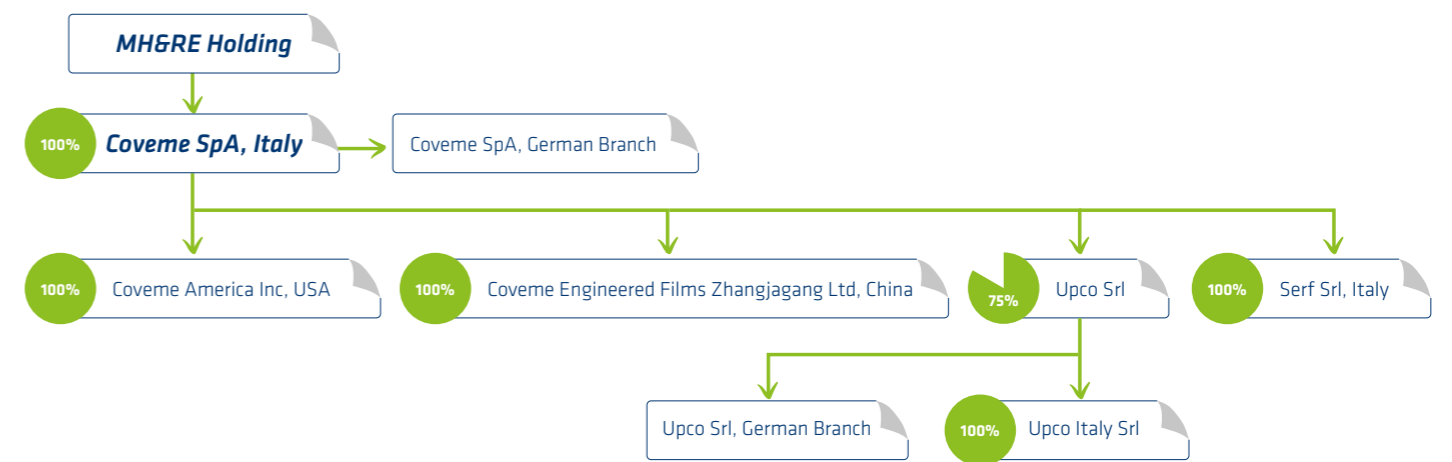 MH&RE Holding
100%
Coveme SpA, Italy
Coveme SpA, German Branch
100%
Coveme America Inc, USA
100%
Coveme Engineered Films Zhangjagang Ltd, China
75%
Upco Srl
100%
Serf Srl, Italy
Upco Srl, German Branch
100%
Upco Italy Srl